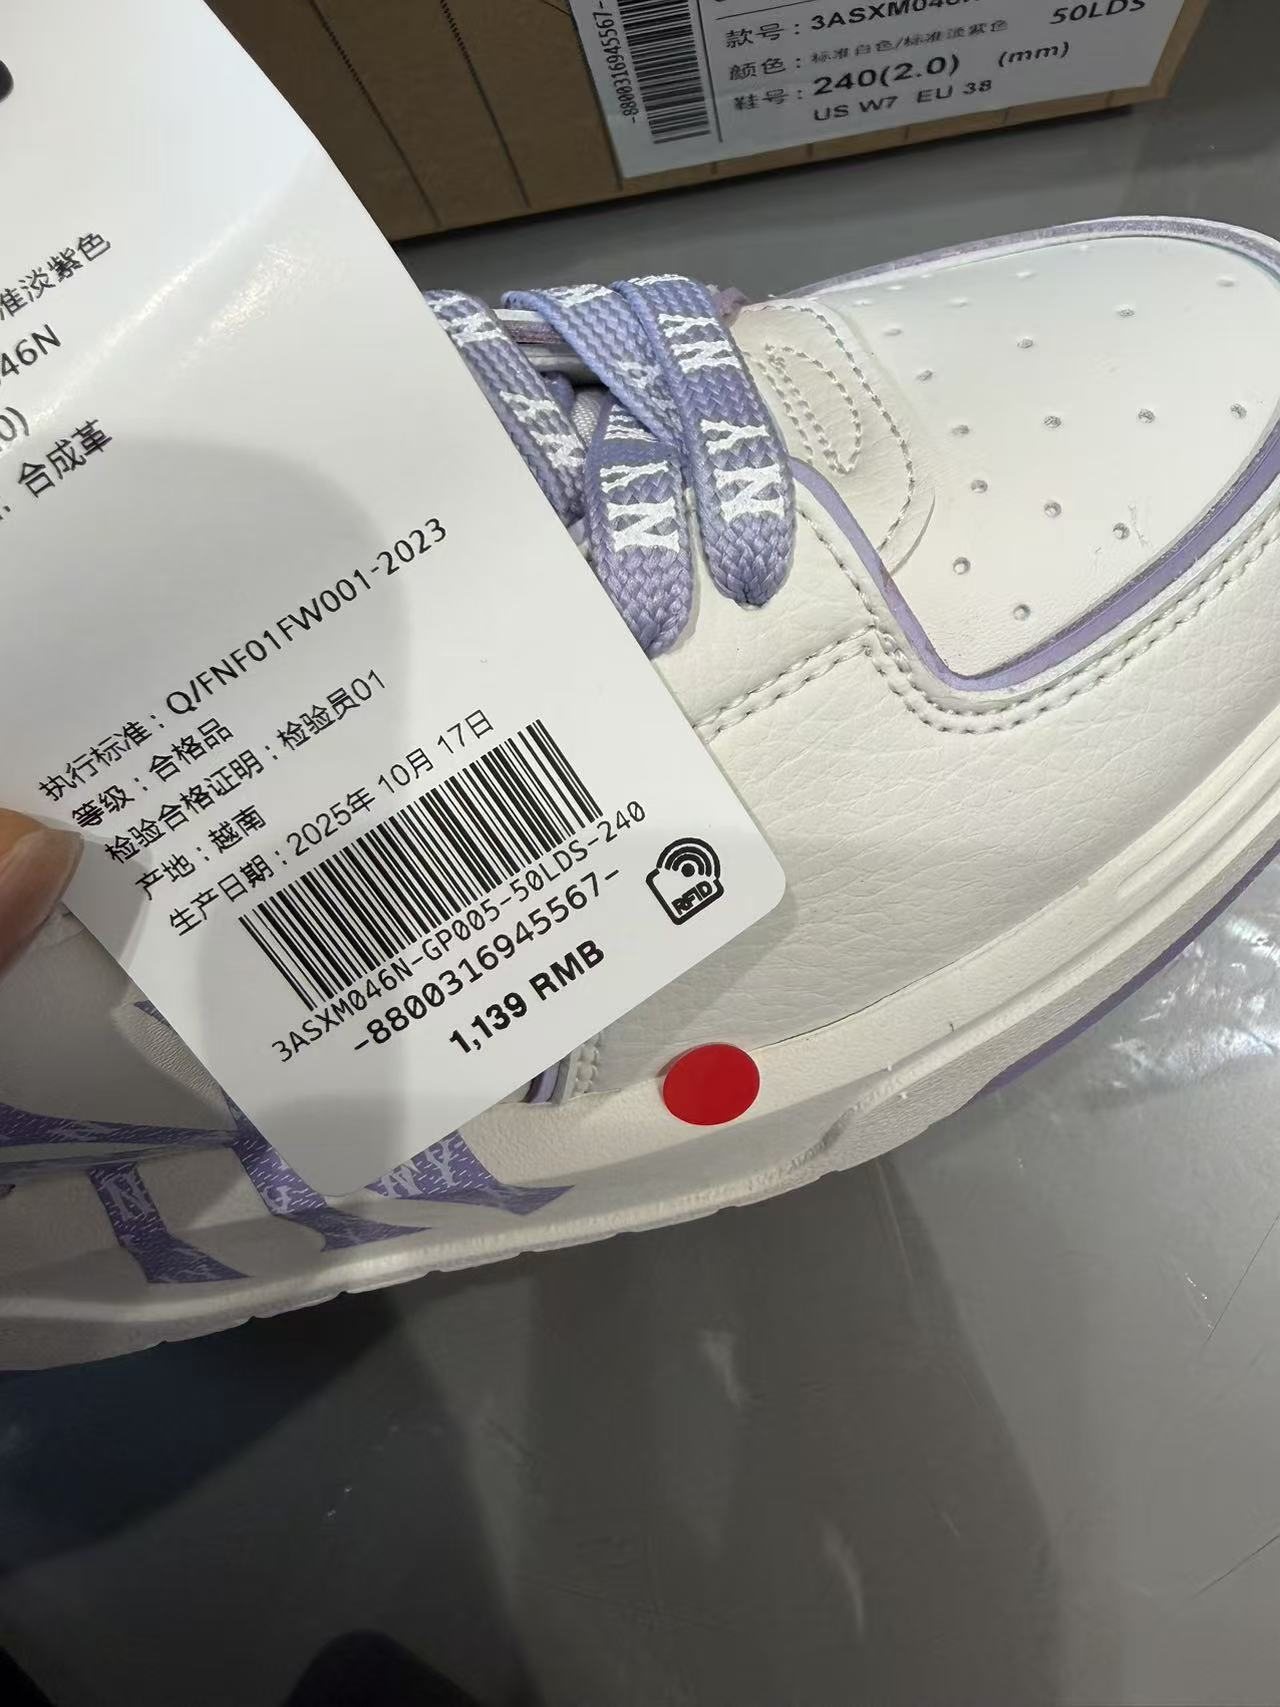 款号：3ASXM046N
50LDS
颜色：标准白色/标准淡紫色
鞋号：240(2.0) (mm)
US W7 EU 38
-8800316945567-
准淡紫色
046N
0)
合成革
执行标准：Q/FNF01FW001-2023
等级：合格品
检验合格证明：检验员01
产地：越南
生产日期：2025年 10月 17日
3ASXM046N-GP005-50LDS-240
-8800316945567-
1,139 RMB
RFID
NY
NY
NY
NY